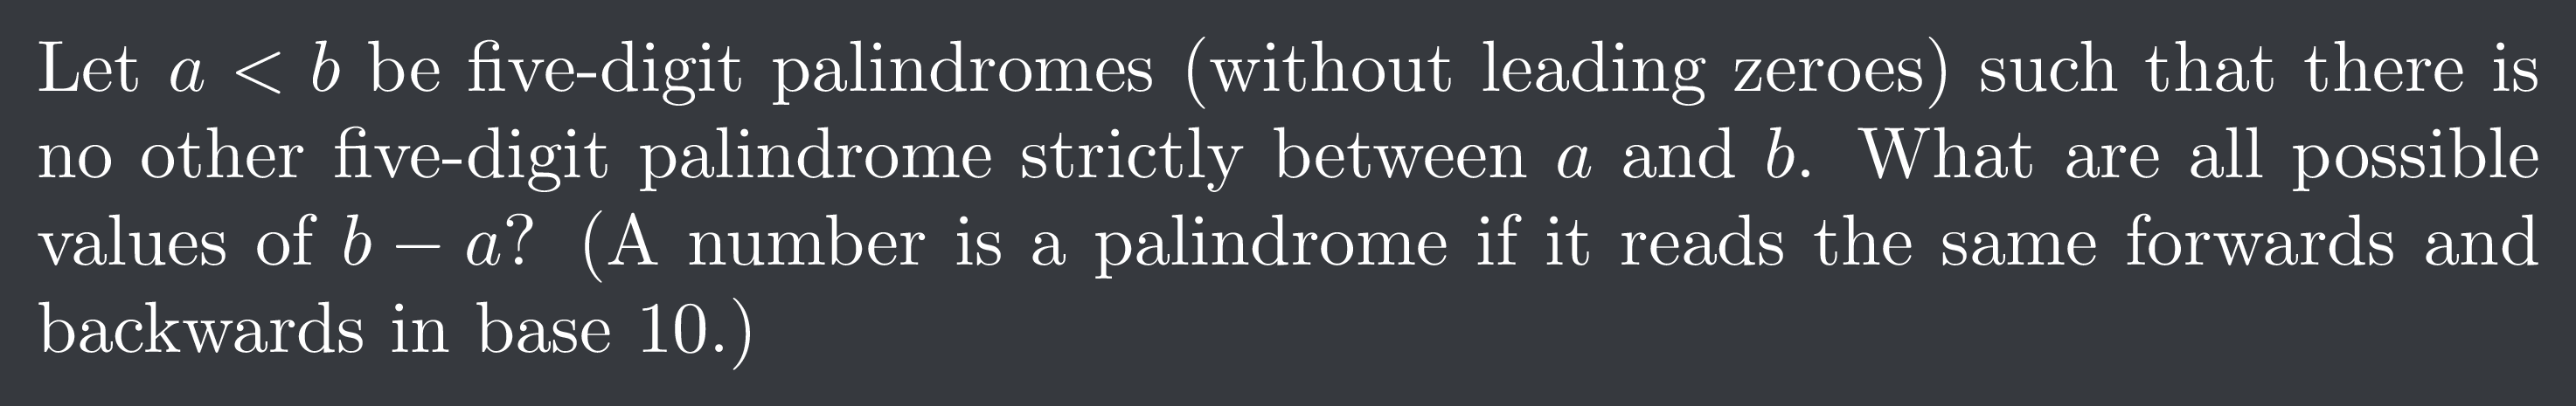 Let a < b be five-digit palindromes (without leading zeroes) such that there is
no other five-digit palindrome strictly between a and b. What are all possible
values of b − a? (A number is a palindrome if it reads the same forwards and
backwards in base 10.)